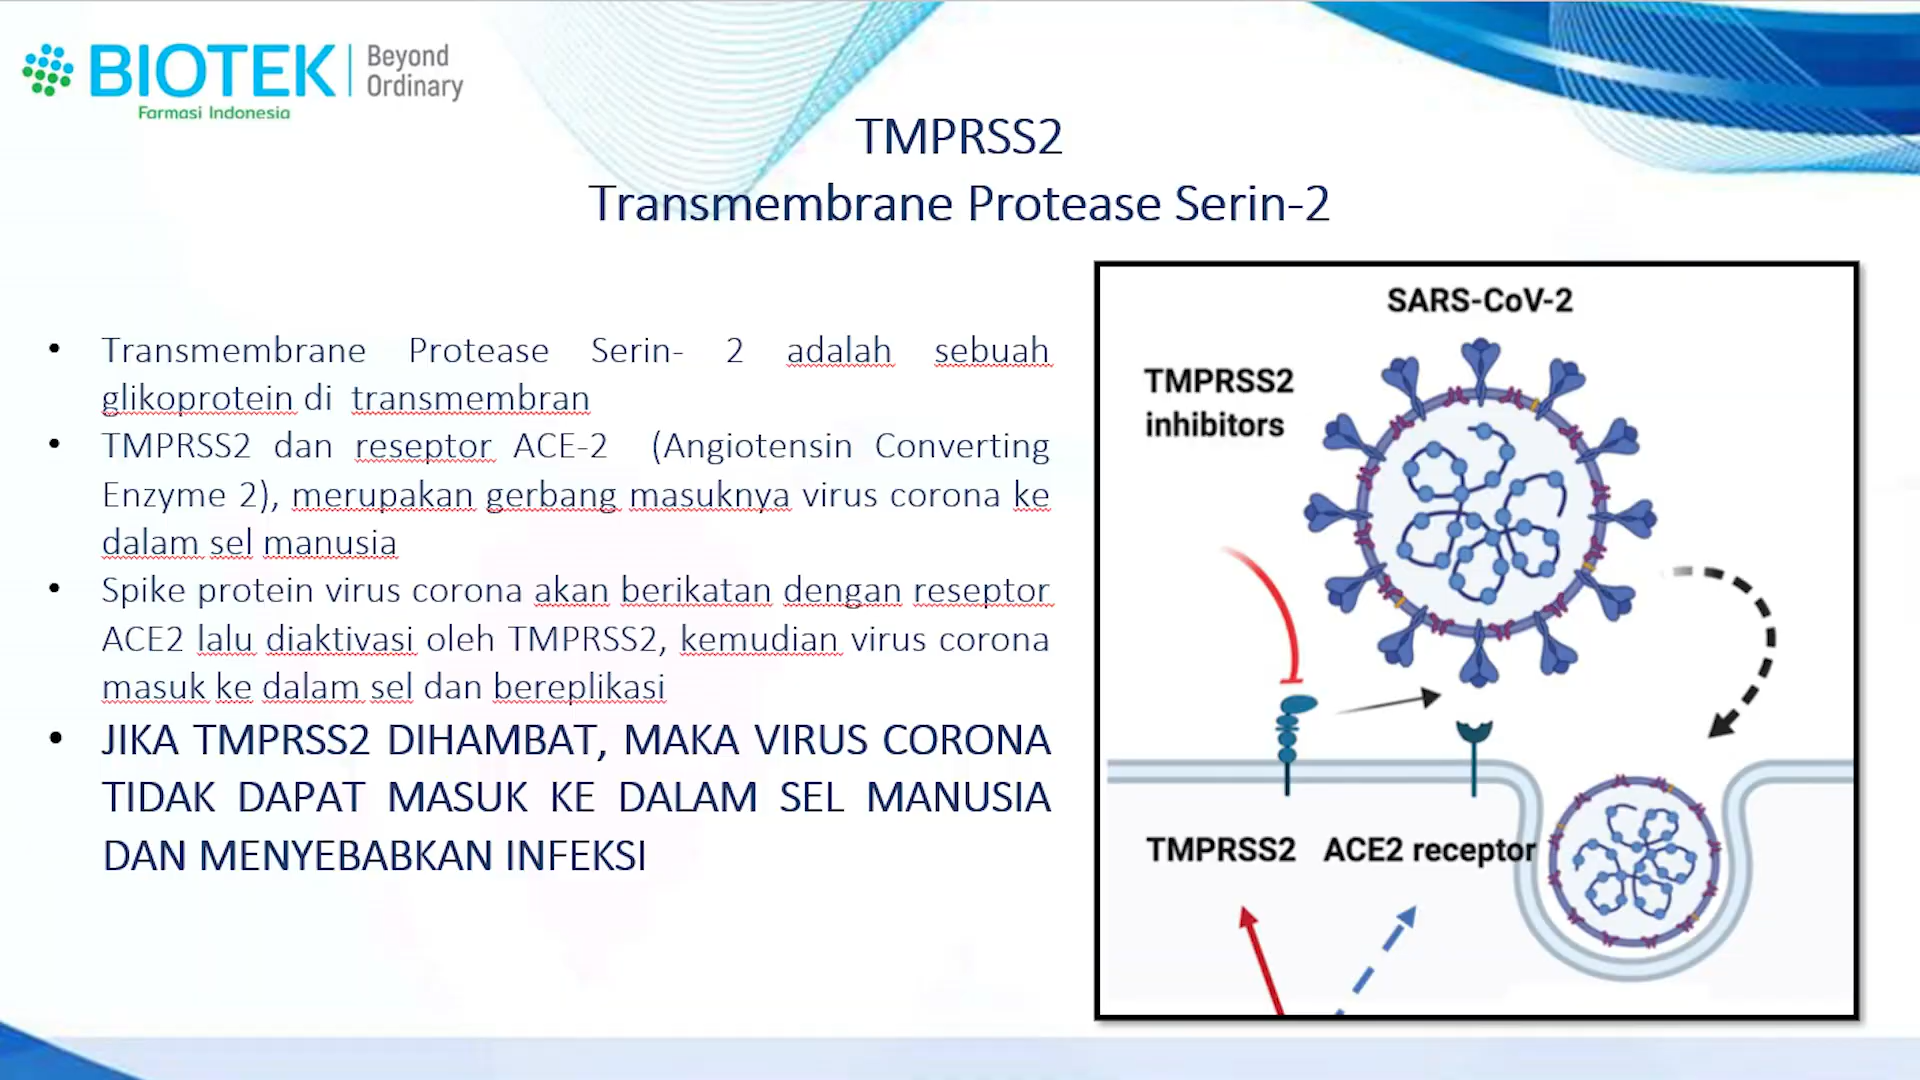 BIOTEK
Beyond
Ordinary
Farmasi Indonesia
TMPRSS2
Transmembrane Protease Serin-2
• Transmembrane Protease Serin- 2 adalah sebuah
glikoprotein di transmembran
• TMPRSS2 dan reseptor ACE-2 (Angiotensin Converting
Enzyme 2), merupakan gerbang masuknya virus corona ke
dalam sel manusia
• Spike protein virus corona akan berikatan dengan reseptor
ACE2 lalu diaktivasi oleh TMPRSS2, kemudian virus corona
masuk ke dalam sel dan bereplikasi
• JIKA TMPRSS2 DIHAMBAT, MAKA VIRUS CORONA
TIDAK DAPAT MASUK KE DALAM SEL MANUSIA
DAN MENYEBABKAN INFEKSI
SARS-CoV-2
TMPRSS2
inhibitors
TMPRSS2 ACE2 receptor